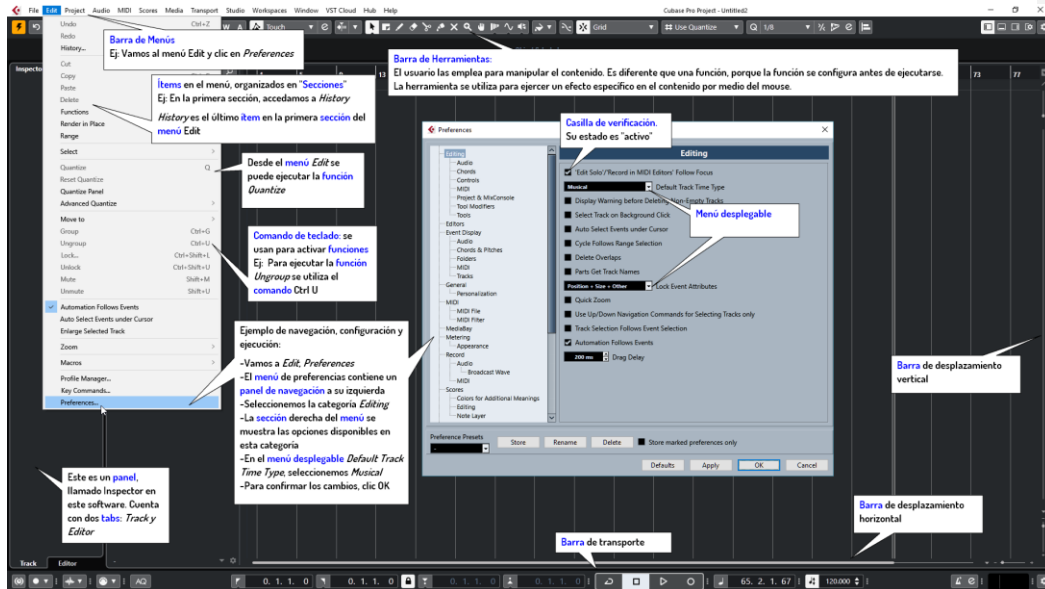 File Edit Project Audio MIDI Scores Media Transport Studio Workspaces Window VST Cloud Hub Help
Cubase Pro Project - Untitled2
W A Touch
Grid
# Use Quantize
Q 1/8
Undo Ctrl+Z
Redo
History...
Cut
Copy
Paste
Delete
Functions
Render in Place
Range
Select
Quantize Q
Reset Quantize
Quantize Panel
Advanced Quantize
Move to
Group Ctrl+G
Ungroup Ctrl+U
Lock... Ctrl+Shift+L
Unlock Ctrl+Shift+U
Mute Shift+M
Unmute Shift+U
Automation Follows Events
Auto Select Events under Cursor
Enlarge Selected Track
Zoom
Macros
Profile Manager...
Key Commands...
Preferences...
Barra de Menús
Ej: Vamos al menú Edit y clic en Preferences
Barra de Herramientas:
El usuario las emplea para manipular el contenido. Es diferente que una función, porque la función se configura antes de ejecutarse.
La herramienta se utiliza para ejercer un efecto específico en el contenido por medio del mouse.
13
73
77
Ítems en el menú, organizados en "Secciones"
Ej: En la primera sección, accedamos a History
History es el último ítem en la primera sección del
menú Edit
Desde el menú Edit se
puede ejecutar la función
Quantize
Comando de teclado: se
usan para activar funciones
Ej: Para ejecutar la función
Ungroup se utiliza el
comando Ctrl U
Ejemplo de navegación, configuración y
ejecución:
-Vamos a Edit, Preferences
-El menú de preferencias contiene un
panel de navegación a su izquierda
-Seleccionemos la categoría Editing
-La sección derecha del menú se
muestra las opciones disponibles en
esta categoría
-En el menú desplegable Default Track
Time Type, seleccionemos Musical
-Para confirmar los cambios, clic OK
Este es un panel,
llamado Inspector en
este software. Cuenta
con dos tabs: Track y
Editor
Preferences
Casilla de verificación.
Su estado es "activo"
Editing
Audio
Chords
Controls
MIDI
Project & MixConsole
Tool Modifiers
Tools
Editors
Event Display
Audio
Chords & Pitches
Folders
MIDI
Tracks
General
Personalization
MIDI
MIDI File
MIDI Filter
MediaBay
Metering
Appearance
Record
Audio
Broadcast Wave
MIDI
Scores
Colors for Additional Meanings
Editing
Note Layer
Editing
'Edit Solo'/'Record in MIDI Editors' Follow Focus
Musical Default Track Time Type
Display Warning before Deleting Non-Empty Tracks
Select Track on Background Click
Auto Select Events under Cursor
Cycle Follows Range Selection
Delete Overlaps
Parts Get Track Names
Position + Size + Other Lock Event Attributes
Quick Zoom
Use Up/Down Navigation Commands for Selecting Tracks only
Track Selection Follows Event Selection
Automation Follows Events
200 ms Drag Delay
Menú desplegable
Preference Presets
-
Store Rename Delete Store marked preferences only
Defaults Apply OK Cancel
Barra de desplazamiento
vertical
Barra de desplazamiento
horizontal
Barra de transporte
Inspecto
Track Editor
AQ
0. 1. 1. 0
0. 1. 1. 0
0. 1. 1. 0
0. 1. 1. 0
65. 2. 1. 67
120.000